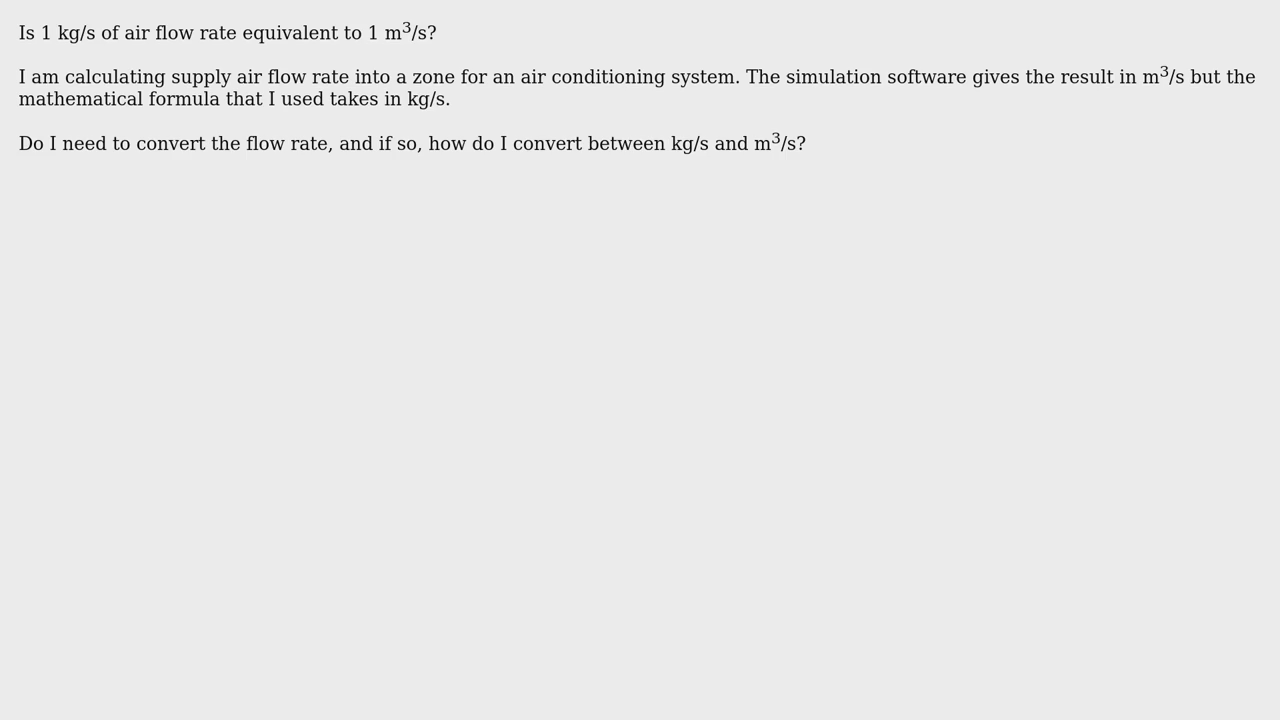 Is 1 kg/s of air flow rate equivalent to 1 m³/s?
I am calculating supply air flow rate into a zone for an air conditioning system. The simulation software gives the result in m³/s but the
mathematical formula that I used takes in kg/s.
Do I need to convert the flow rate, and if so, how do I convert between kg/s and m³/s?